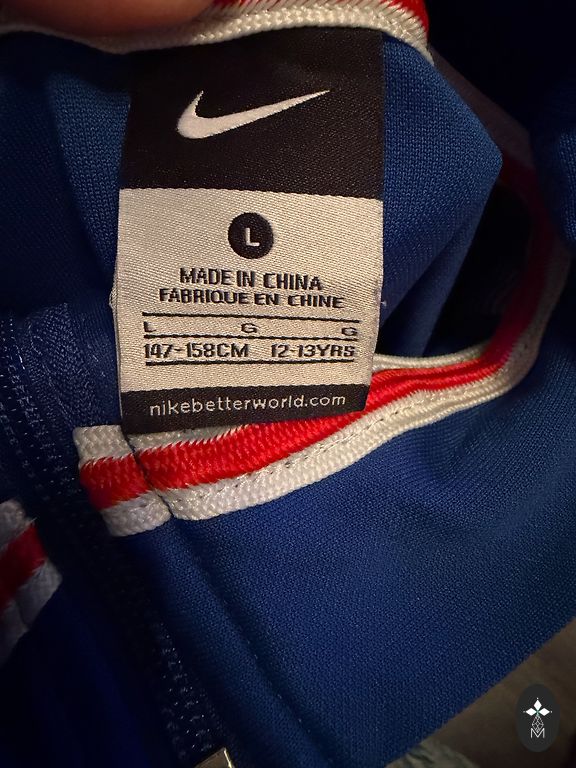 L
MADE IN CHINA
FABRIQUE EN CHINE
L G G
147-158CM 12-13YRS
nikebetterworld.com
M